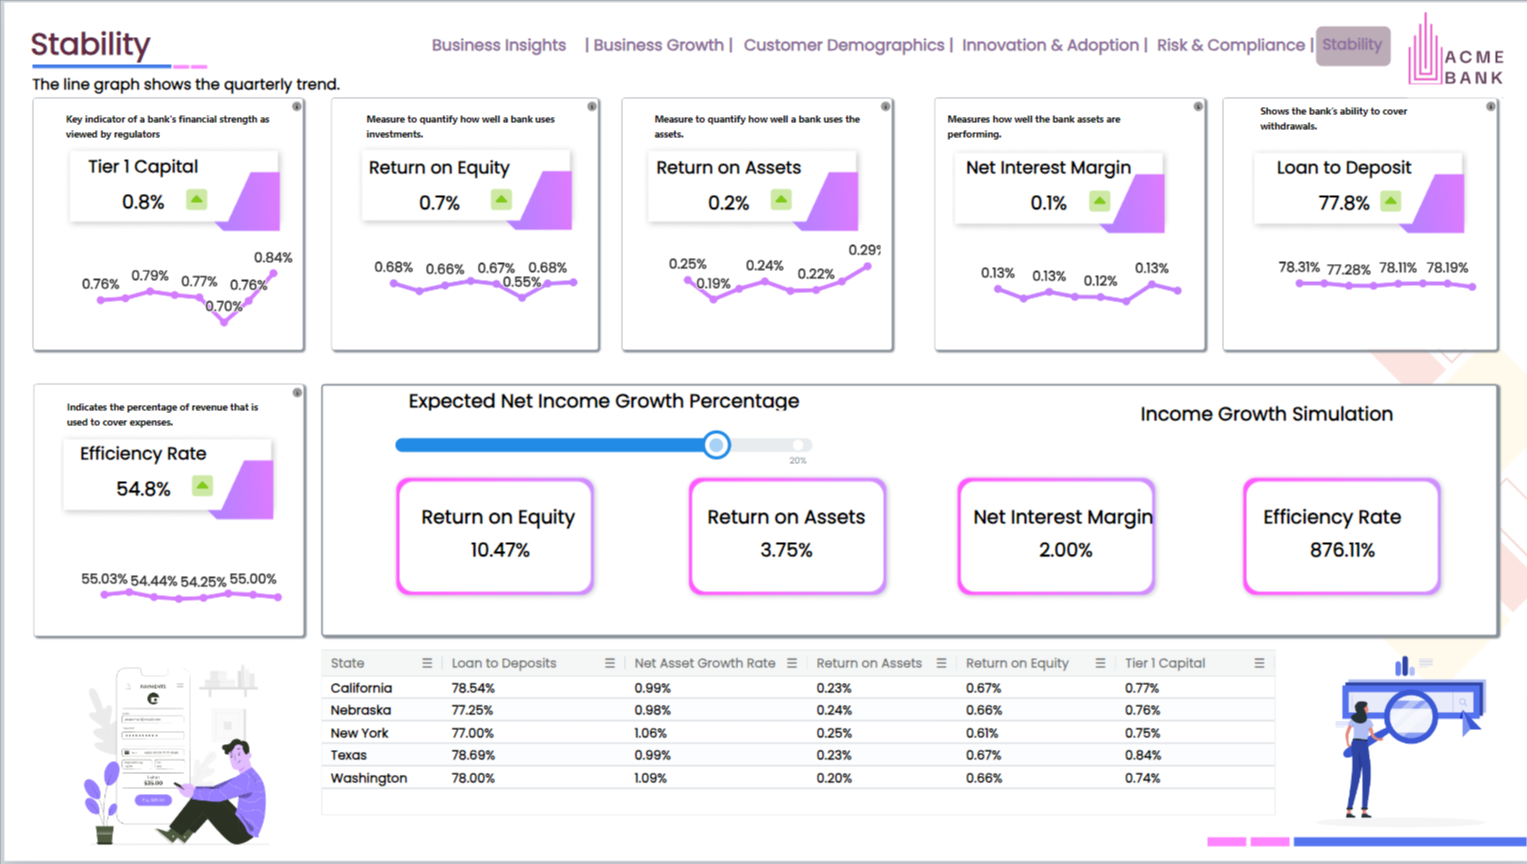 Stability
Business Insights | Business Growth | Customer Demographics | Innovation & Adoption | Risk & Compliance | Stability
ACME
BANK
The line graph shows the quarterly trend.
Key indicator of a bank's financial strength as
viewed by regulators
Tier 1 Capital
0.8%
0.76%
0.79%
0.77%
0.70%
0.76%
0.84%
Measure to quantify how well a bank uses
investments.
Return on Equity
0.7%
0.68%
0.66%
0.67%
0.55%
0.68%
Measure to quantify how well a bank uses the
assets.
Return on Assets
0.2%
0.25%
0.19%
0.24%
0.22%
0.29%
Measures how well the bank assets are
performing.
Net Interest Margin
0.1%
0.13%
0.13%
0.12%
0.13%
Shows the bank's ability to cover
withdrawals.
Loan to Deposit
77.8%
78.31%
77.28%
78.11%
78.19%
Indicates the percentage of revenue that is
used to cover expenses.
Efficiency Rate
54.8%
55.03%
54.44%
54.25%
55.00%
Expected Net Income Growth Percentage
20%
Income Growth Simulation
Return on Equity
10.47%
Return on Assets
3.75%
Net Interest Margin
2.00%
Efficiency Rate
876.11%
State Loan to Deposits Net Asset Growth Rate Return on Assets Return on Equity Tier 1 Capital
California 78.54% 0.99% 0.23% 0.67% 0.77%
Nebraska 77.25% 0.98% 0.24% 0.66% 0.76%
New York 77.00% 1.06% 0.25% 0.61% 0.75%
Texas 78.69% 0.99% 0.23% 0.67% 0.84%
Washington 78.00% 1.09% 0.20% 0.66% 0.74%
PAYMENTS